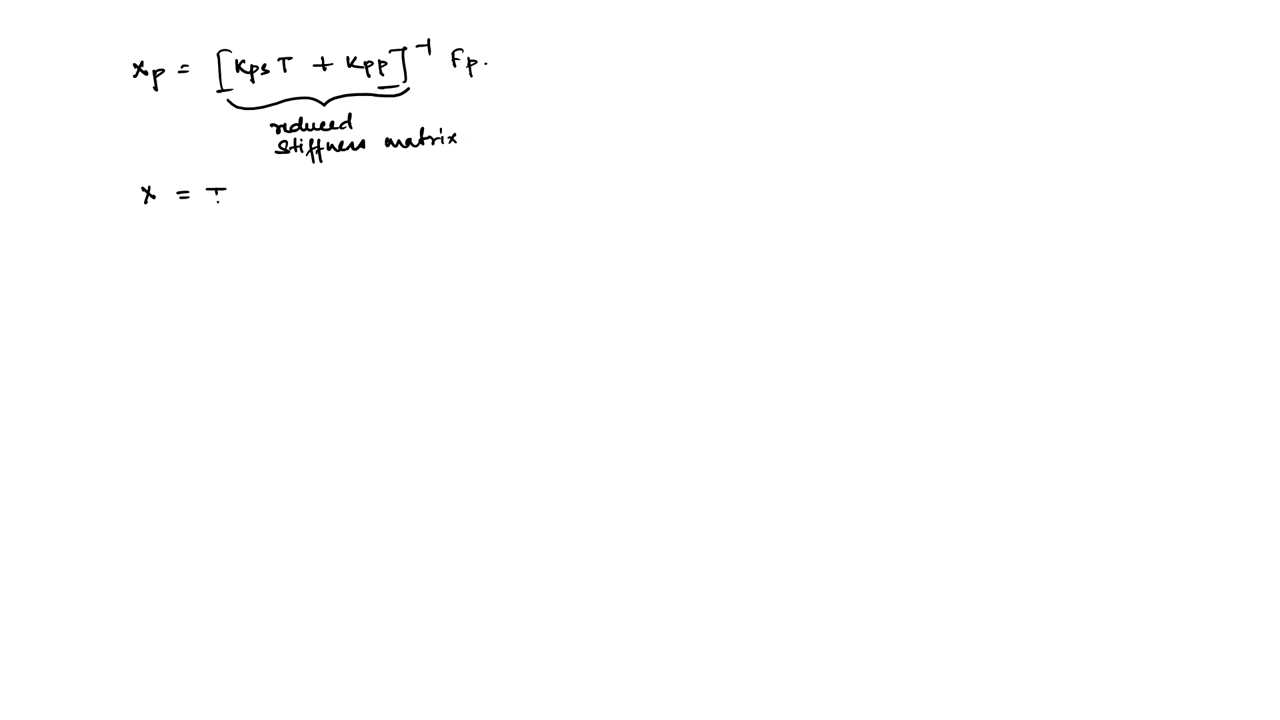 xp = [Kps T + Kpp]⁻¹ Fp.
reduced
stiffness matrix
x = T